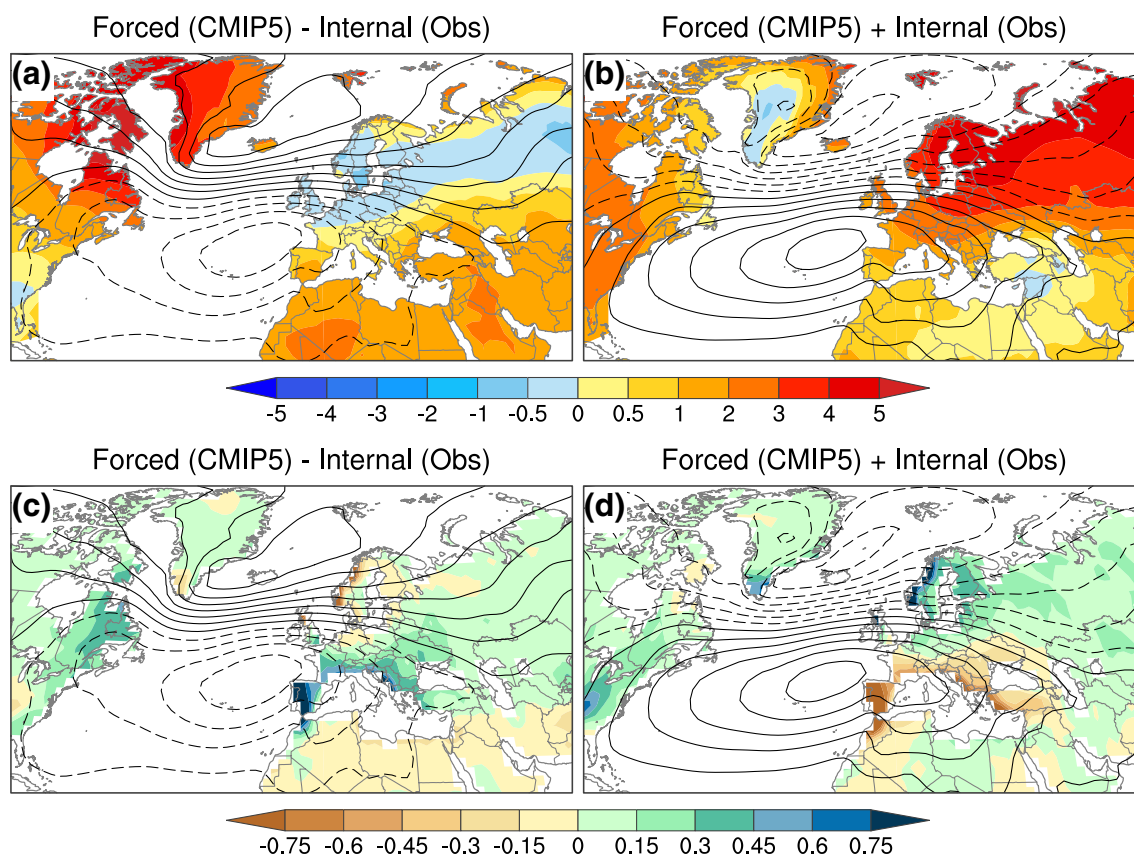 Forced (CMIP5) - Internal (Obs)
Forced (CMIP5) + Internal (Obs)
(a)
(b)
-5 -4 -3 -2 -1 -0.5 0 0.5 1 2 3 4 5
Forced (CMIP5) - Internal (Obs)
Forced (CMIP5) + Internal (Obs)
(c)
(d)
-0.75 -0.6 -0.45 -0.3 -0.15 0 0.15 0.3 0.45 0.6 0.75